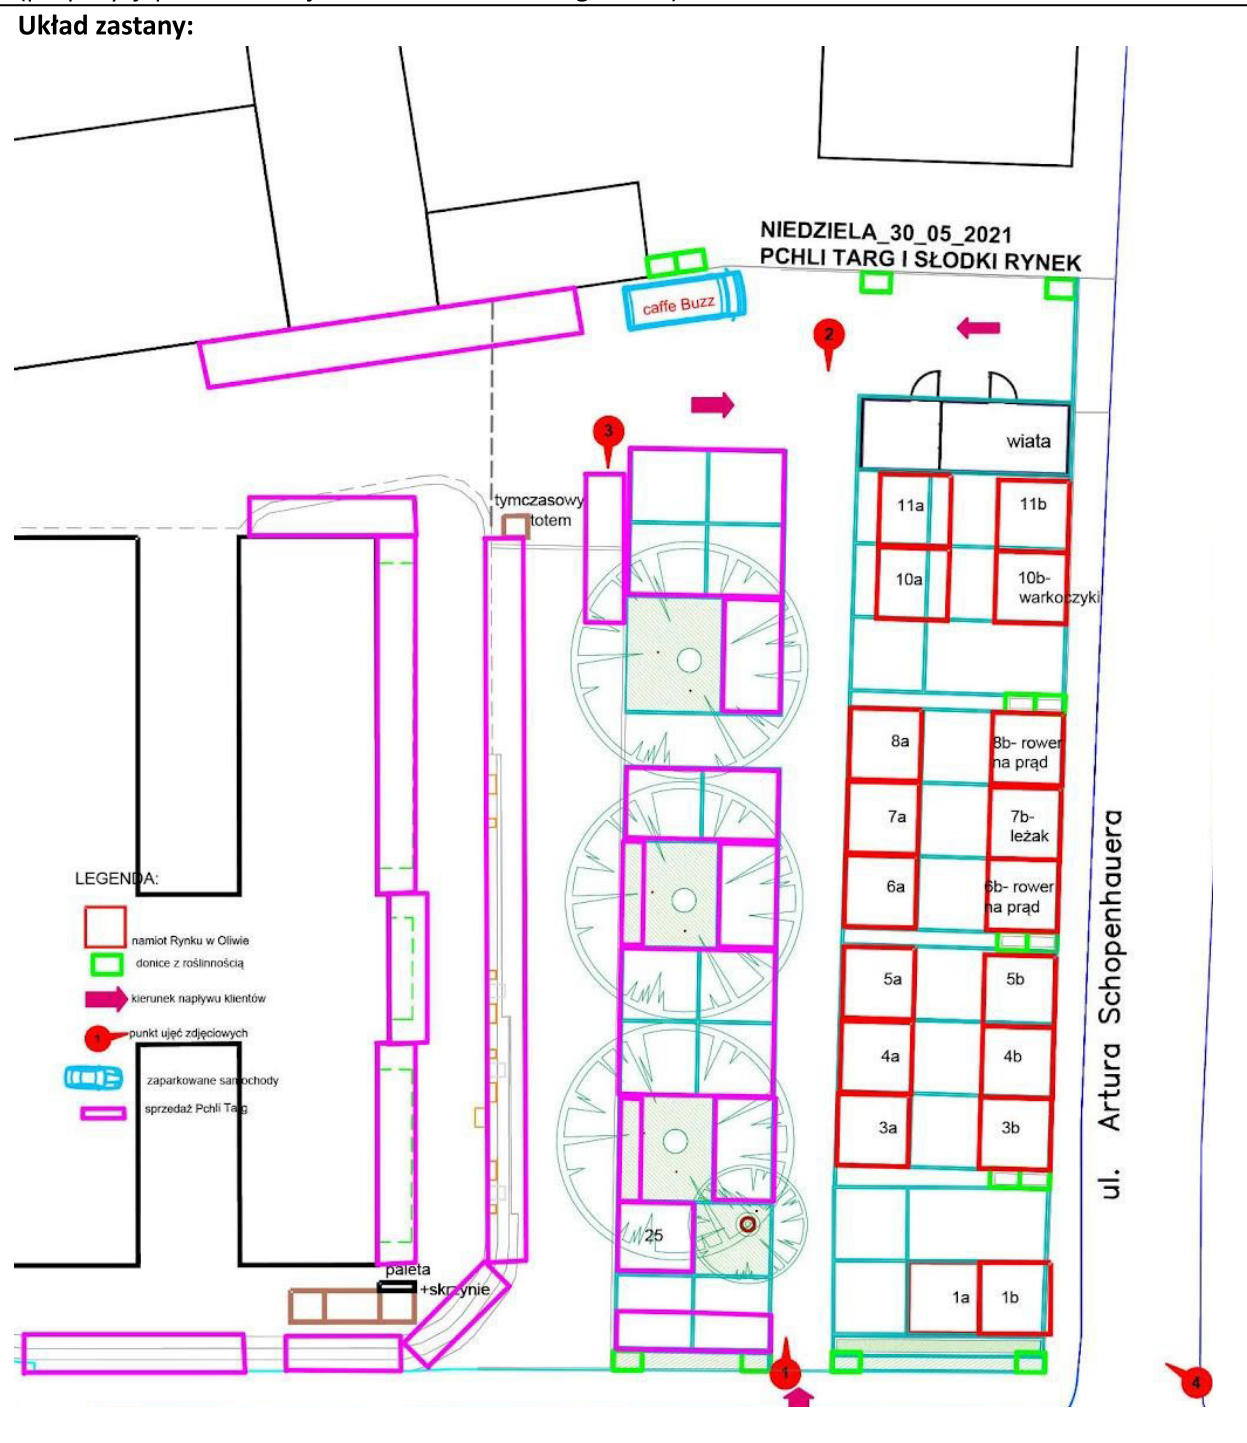 Układ zastany:
NIEDZIELA_30_05_2021
PCHLI TARG I SŁODKI RYNEK
caffe Buzz
2
3
wiata
tymczasowy
totem
11a
11b
10a
10b-
warkoczyki
8a
8b- rower
na prąd
7a
7b-
leżak
6a
6b- rower
na prąd
LEGENDA:
namiot Rynku w Oliwie
donice z roślinnością
kierunek napływu klientów
1
punkt ujęć zdjęciowych
zaparkowane samochody
sprzedaż Pchli Targ
5a
5b
4a
4b
3a
3b
ul. Artura Schopenhauera
25
paleta
+skrzynie
1a
1b
1
4